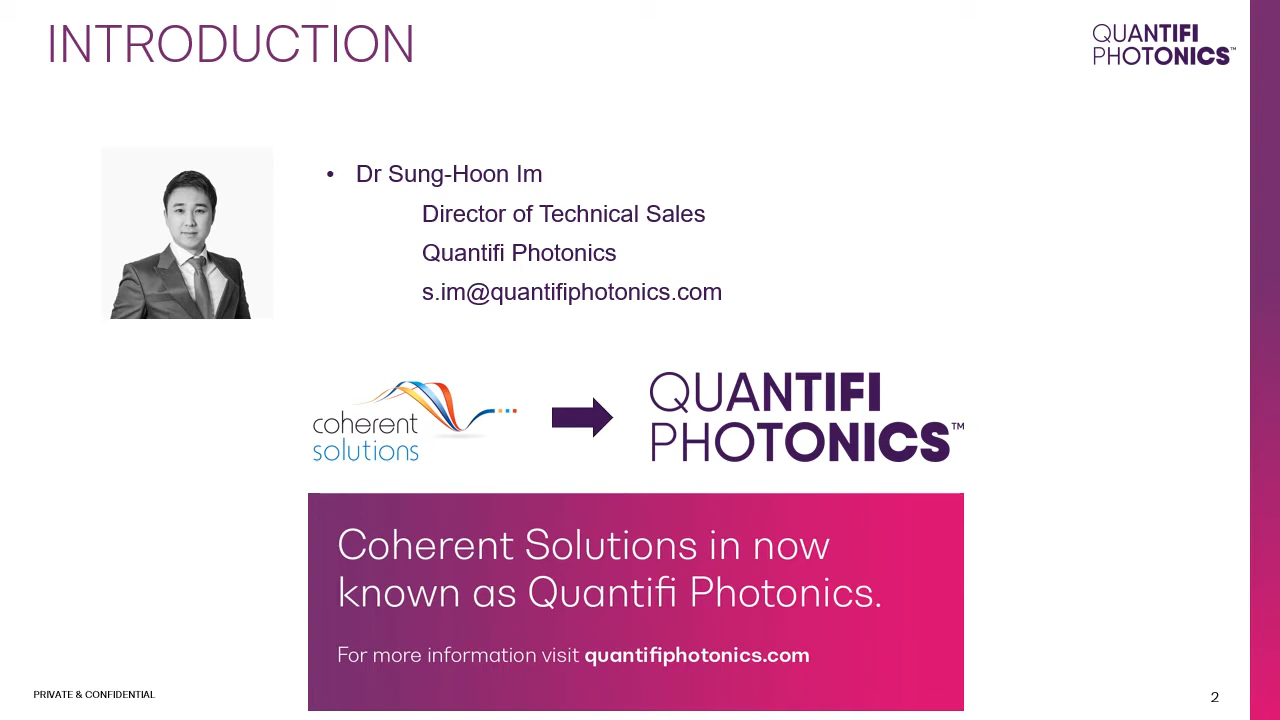 INTRODUCTION
QUANTIFI
PHOTONICS™
• Dr Sung-Hoon Im
Director of Technical Sales
Quantifi Photonics
s.im@quantifiphotonics.com
coherent
solutions
QUANTIFI
PHOTONICS™
Coherent Solutions in now
known as Quantifi Photonics.
For more information visit quantifiphotonics.com
PRIVATE & CONFIDENTIAL
2